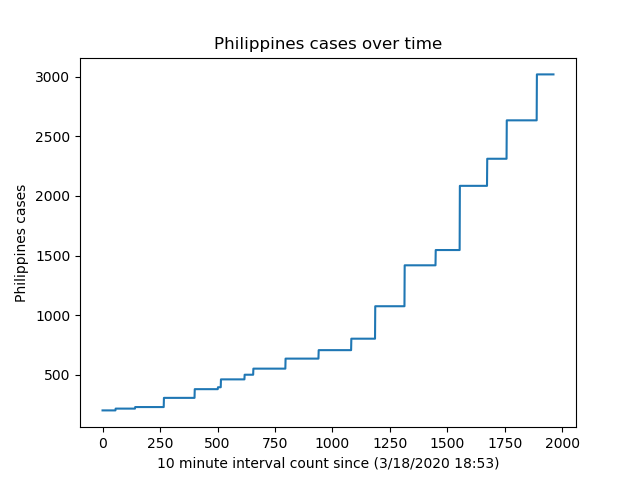 Philippines cases over time
3000
2500
2000
1500
1000
500
Philippines cases
0 250 500 750 1000 1250 1500 1750 2000
10 minute interval count since (3/18/2020 18:53)